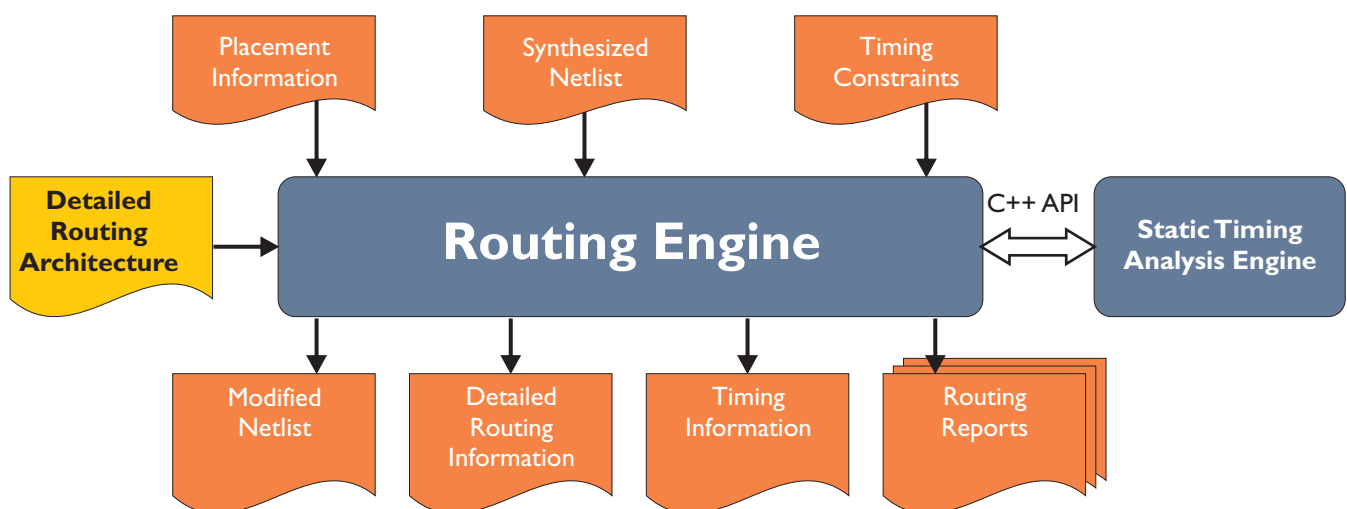 Placement
Information
Synthesized
Netlist
Timing
Constraints
Detailed
Routing
Architecture
Routing Engine
C++ API
Static Timing
Analysis Engine
Modified
Netlist
Detailed
Routing
Information
Timing
Information
Routing
Reports